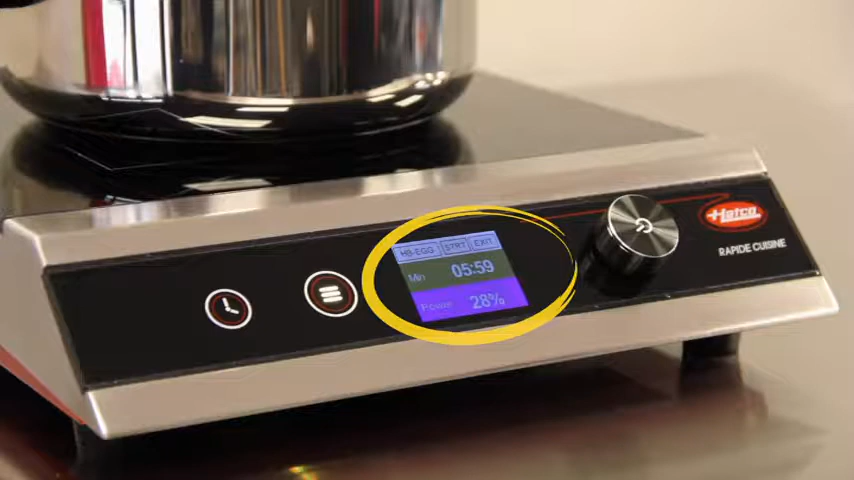 HB-EGG STRT EXIT
Min 05:59
Power 28%
Hatco
RAPIDE CUISINE